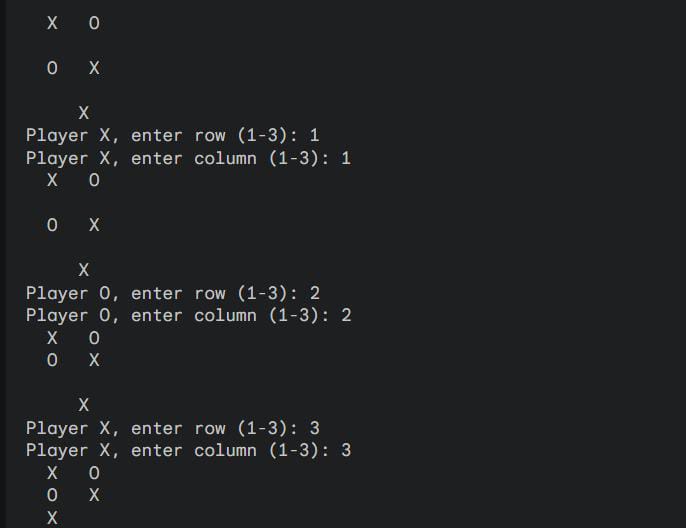 X   O
O   X
X
Player X, enter row (1-3): 1
Player X, enter column (1-3): 1
X   O
O   X
X
Player O, enter row (1-3): 2
Player O, enter column (1-3): 2
X   O
O   X
X
Player X, enter row (1-3): 3
Player X, enter column (1-3): 3
X   O
O   X
X